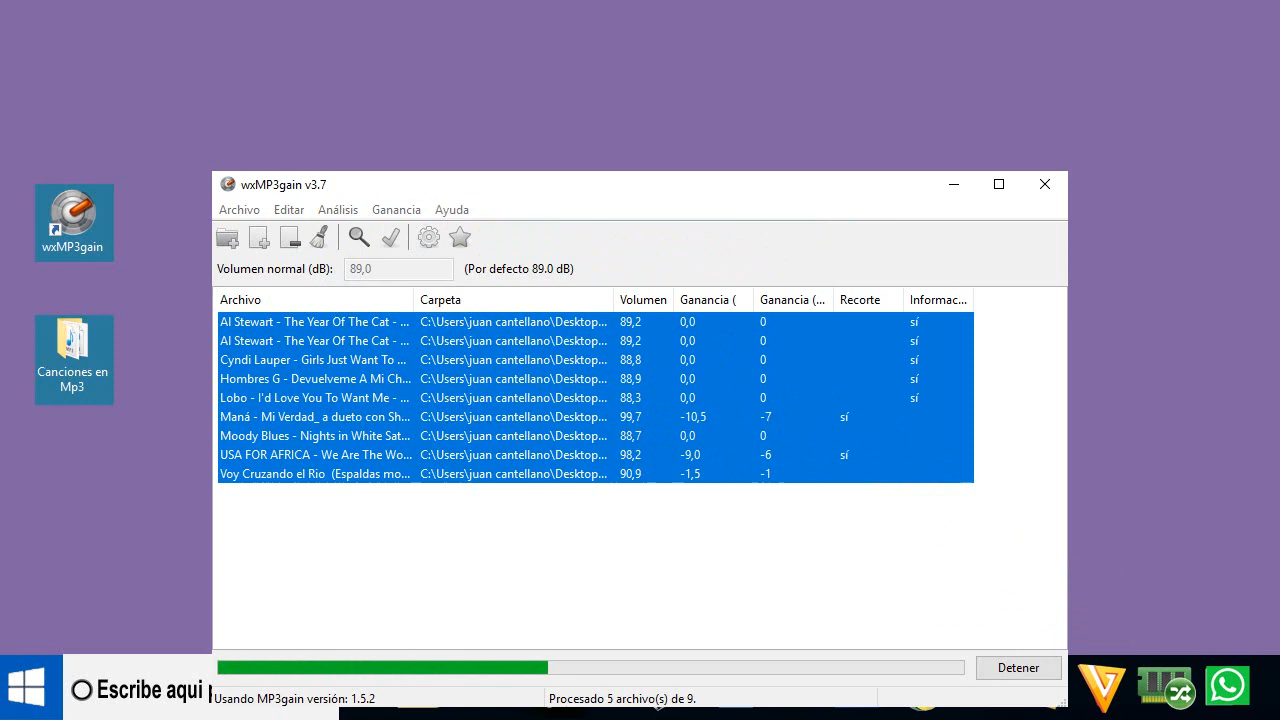 wxMP3gain v3.7
Archivo Editar Análisis Ganancia Ayuda
Volumen normal (dB): 89,0 (Por defecto 89.0 dB)
Archivo Carpeta Volumen Ganancia ( Ganancia (... Recorte Informac...
Al Stewart - The Year Of The Cat - ... C:\Users\juan cantellano\Desktop... 89,2 0,0 0 sí
Al Stewart - The Year Of The Cat - ... C:\Users\juan cantellano\Desktop... 89,2 0,0 0 sí
Cyndi Lauper - Girls Just Want To ... C:\Users\juan cantellano\Desktop... 88,8 0,0 0 sí
Hombres G - Devuelveme A Mi Ch... C:\Users\juan cantellano\Desktop... 88,9 0,0 0 sí
Lobo - I'd Love You To Want Me - ... C:\Users\juan cantellano\Desktop... 88,3 0,0 0 sí
Maná - Mi Verdad_ a dueto con Sh... C:\Users\juan cantellano\Desktop... 99,7 -10,5 -7 sí
Moody Blues - Nights in White Sat... C:\Users\juan cantellano\Desktop... 88,7 0,0 0
USA FOR AFRICA - We Are The Wo... C:\Users\juan cantellano\Desktop... 98,2 -9,0 -6 sí
Voy Cruzando el Rio (Espaldas mo... C:\Users\juan cantellano\Desktop... 90,9 -1,5 -1
Detener
Usando MP3gain versión: 1.5.2 Procesado 5 archivo(s) de 9.
wxMP3gain
Canciones en
Mp3
Escribe aquí